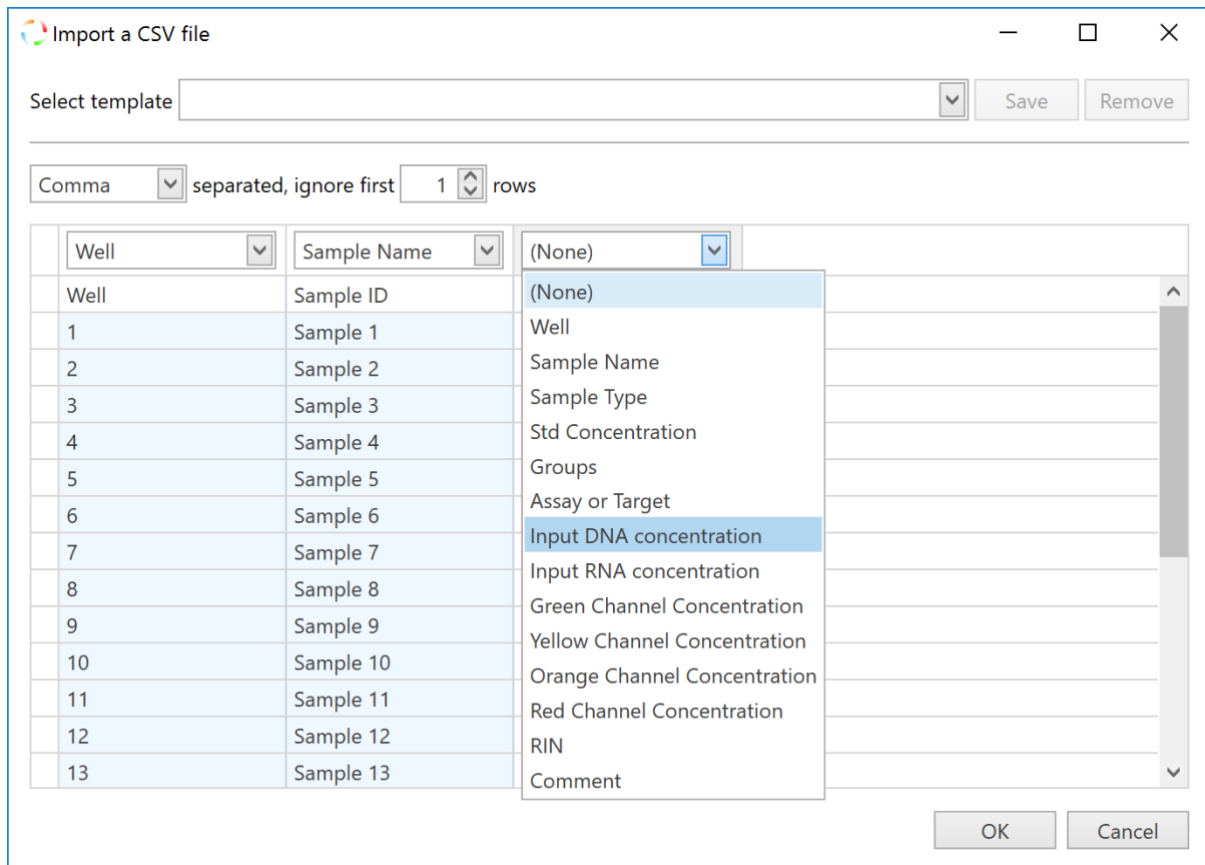 Import a CSV file
Select template Save Remove
Comma separated, ignore first 1 rows
Well Sample Name (None)
Well Sample ID (None)
1 Sample 1 Well
2 Sample 2 Sample Name
3 Sample 3 Sample Type
4 Sample 4 Std Concentration
5 Sample 5 Groups
6 Sample 6 Assay or Target
7 Sample 7 Input DNA concentration
8 Sample 8 Input RNA concentration
9 Sample 9 Green Channel Concentration
10 Sample 10 Yellow Channel Concentration
11 Sample 11 Orange Channel Concentration
12 Sample 12 Red Channel Concentration
13 Sample 13 RIN
Comment
OK Cancel